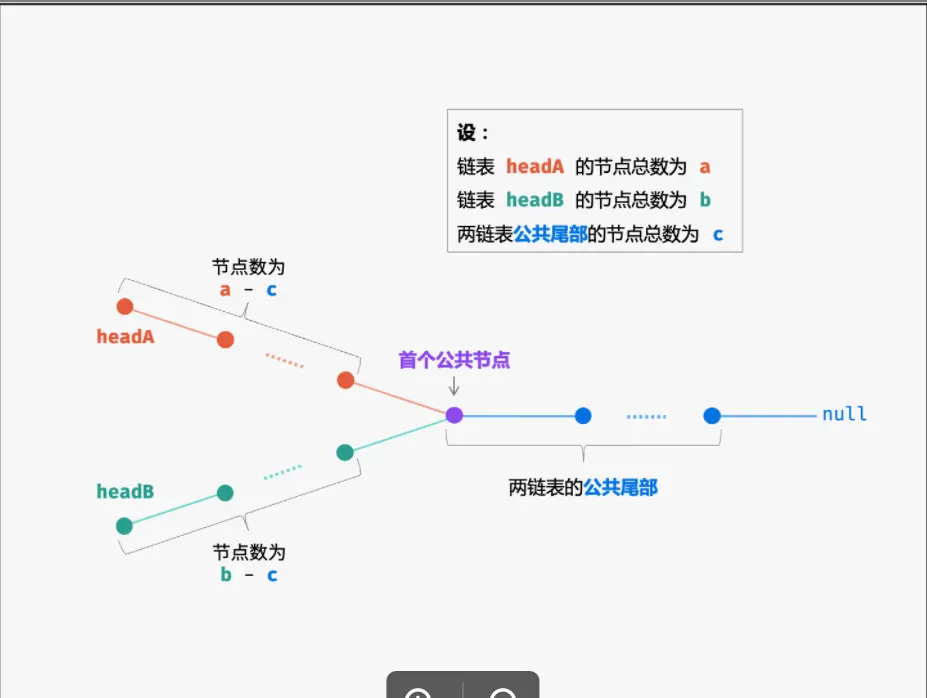 设：
链表 headA 的节点总数为 a
链表 headB 的节点总数为 b
两链表公共尾部的节点总数为 c
节点数为
a - c
headA
首个公共节点
null
headB
两链表的公共尾部
节点数为
b - c